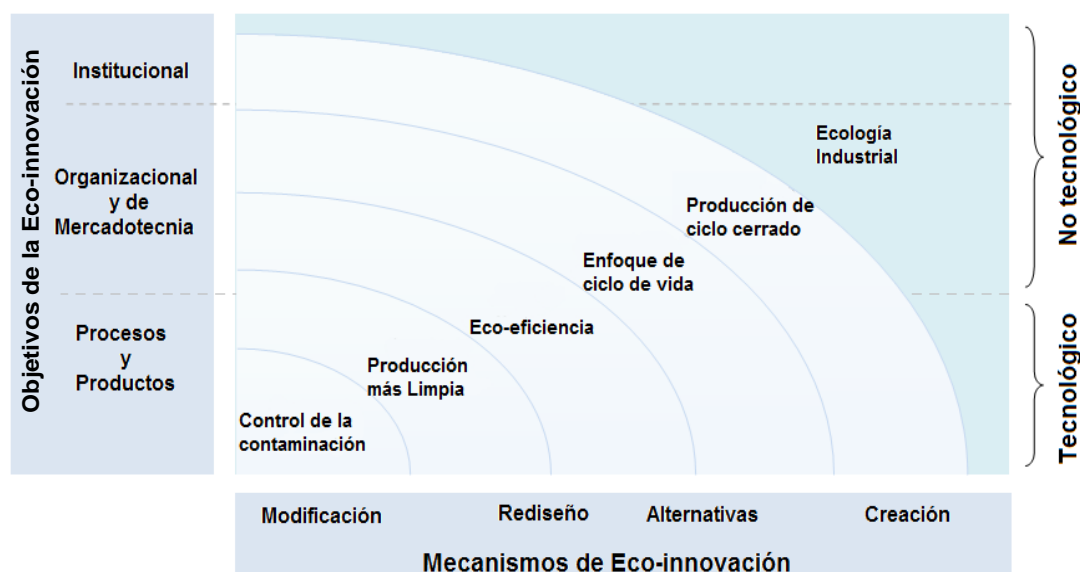 Objetivos de la Eco-innovación
Institucional
Organizacional
y de
Mercadotecnia
Procesos
y
Productos
Ecología
Industrial
Producción de
ciclo cerrado
Enfoque de
ciclo de vida
Eco-eficiencia
Producción
más Limpia
Control de la
contaminación
No tecnológico
Tecnológico
Modificación
Rediseño
Alternativas
Creación
Mecanismos de Eco-innovación